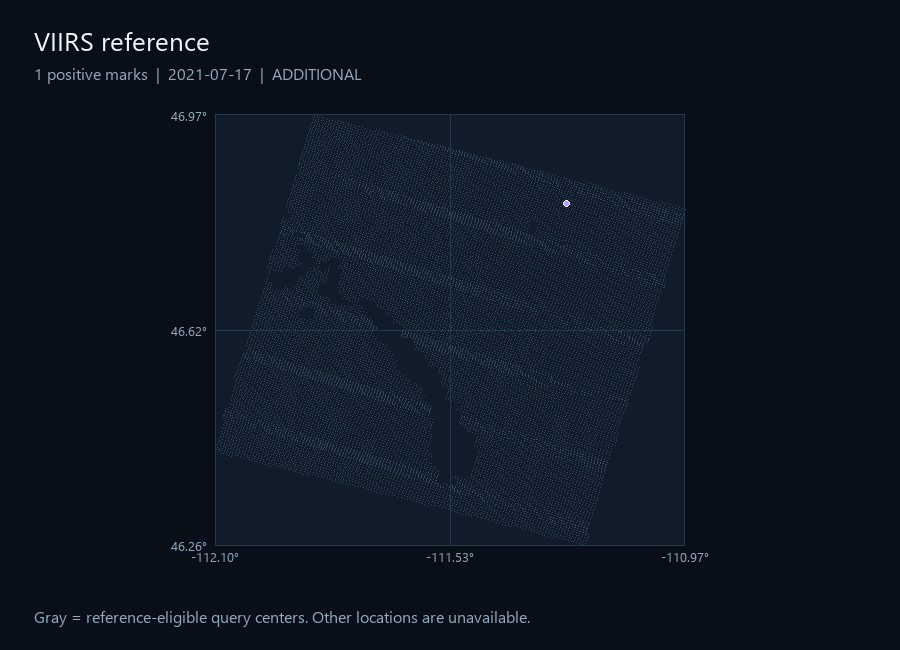 VIIRS reference
1 positive marks | 2021-07-17 | ADDITIONAL
46.97°
46.62°
46.26°
-112.10°
-111.53°
-110.97°
Gray = reference-eligible query centers. Other locations are unavailable.